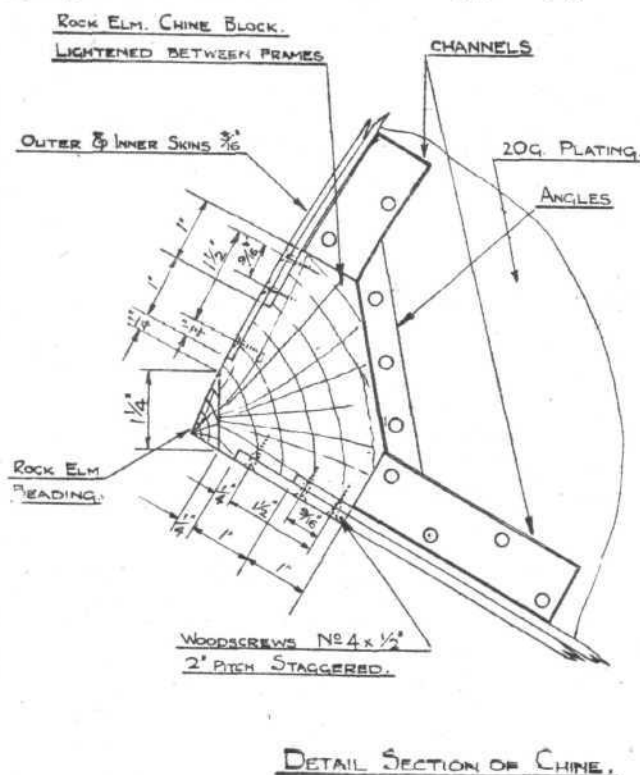 ROCK ELM. CHINE BLOCK.
LIGHTENED BETWEEN FRAMES
CHANNELS
OUTER & INNER SKINS 3/16"
20G. PLATING.
ANGLES
1"
1 1/2"
9/16"
1"
1/4"
1 1/4"
ROCK ELM
BEADING.
1/4"
1/4"
1 1/2"
9/16"
1"
1"
WOODSCREWS Nº 4 x 1/2"
2" PITCH STAGGERED.
DETAIL SECTION OF CHINE.